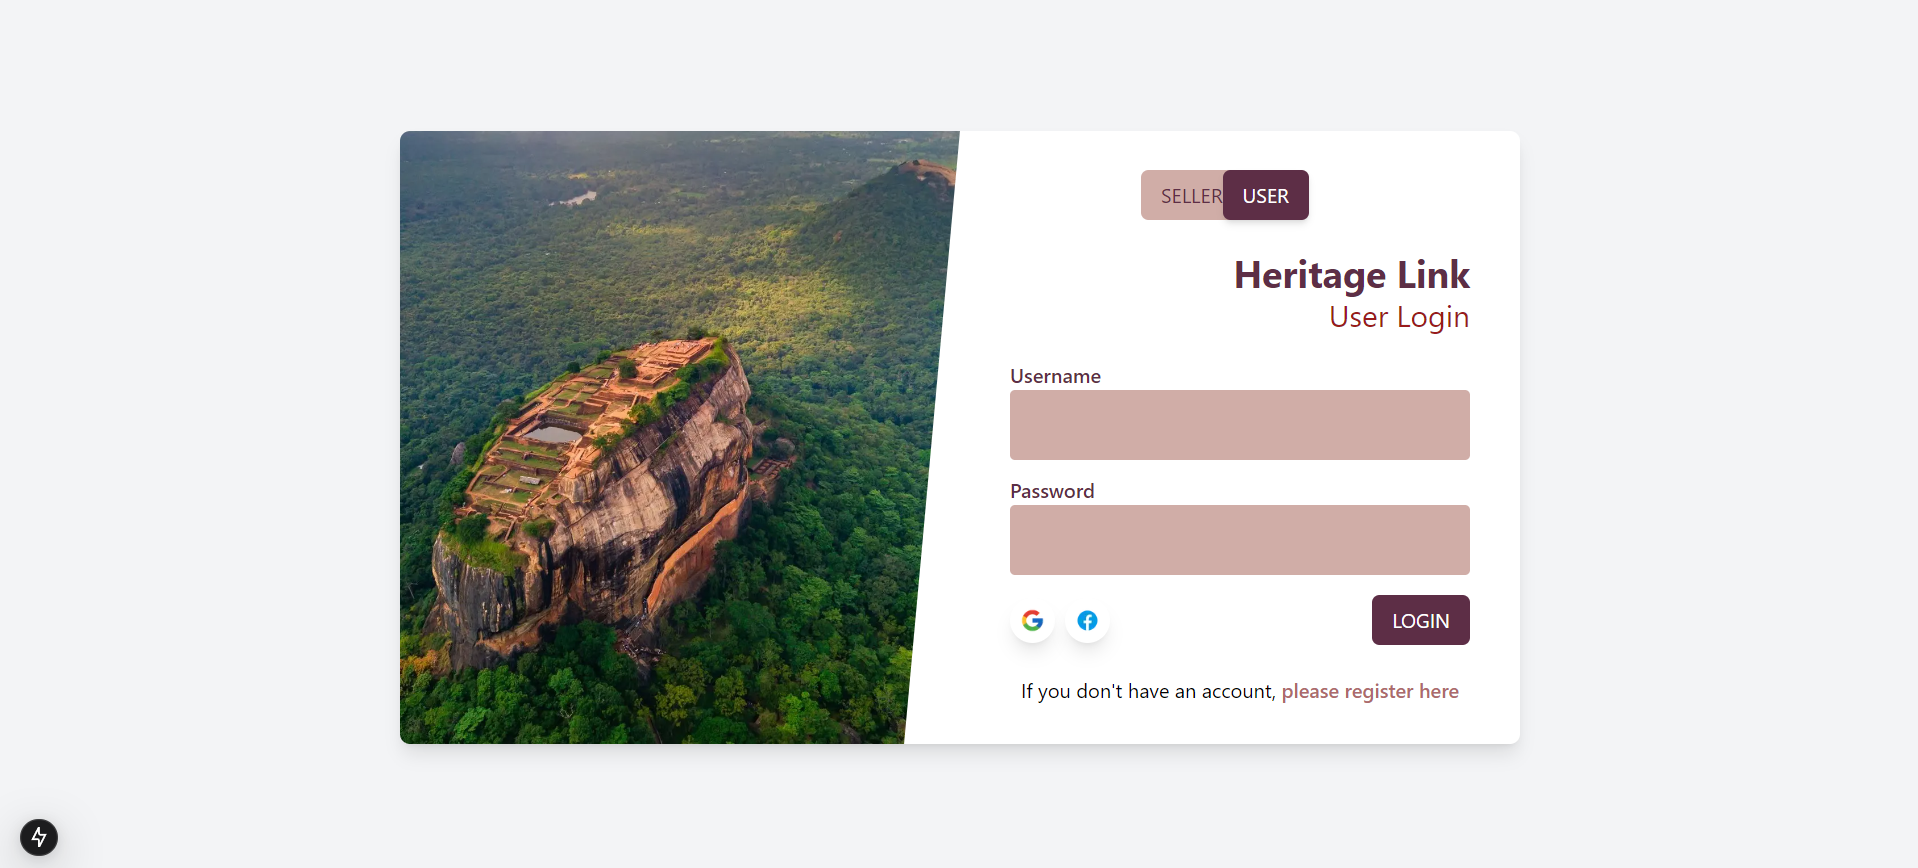 SELLER USER
Heritage Link
User Login
Username
Password
LOGIN
If you don't have an account, please register here